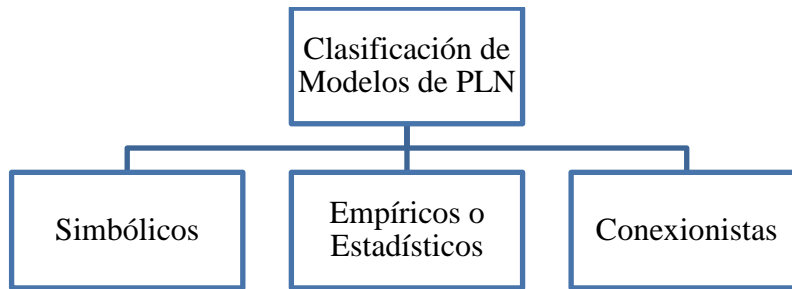 Clasificación de
Modelos de PLN
Simbólicos
Empíricos o
Estadísticos
Conexionistas